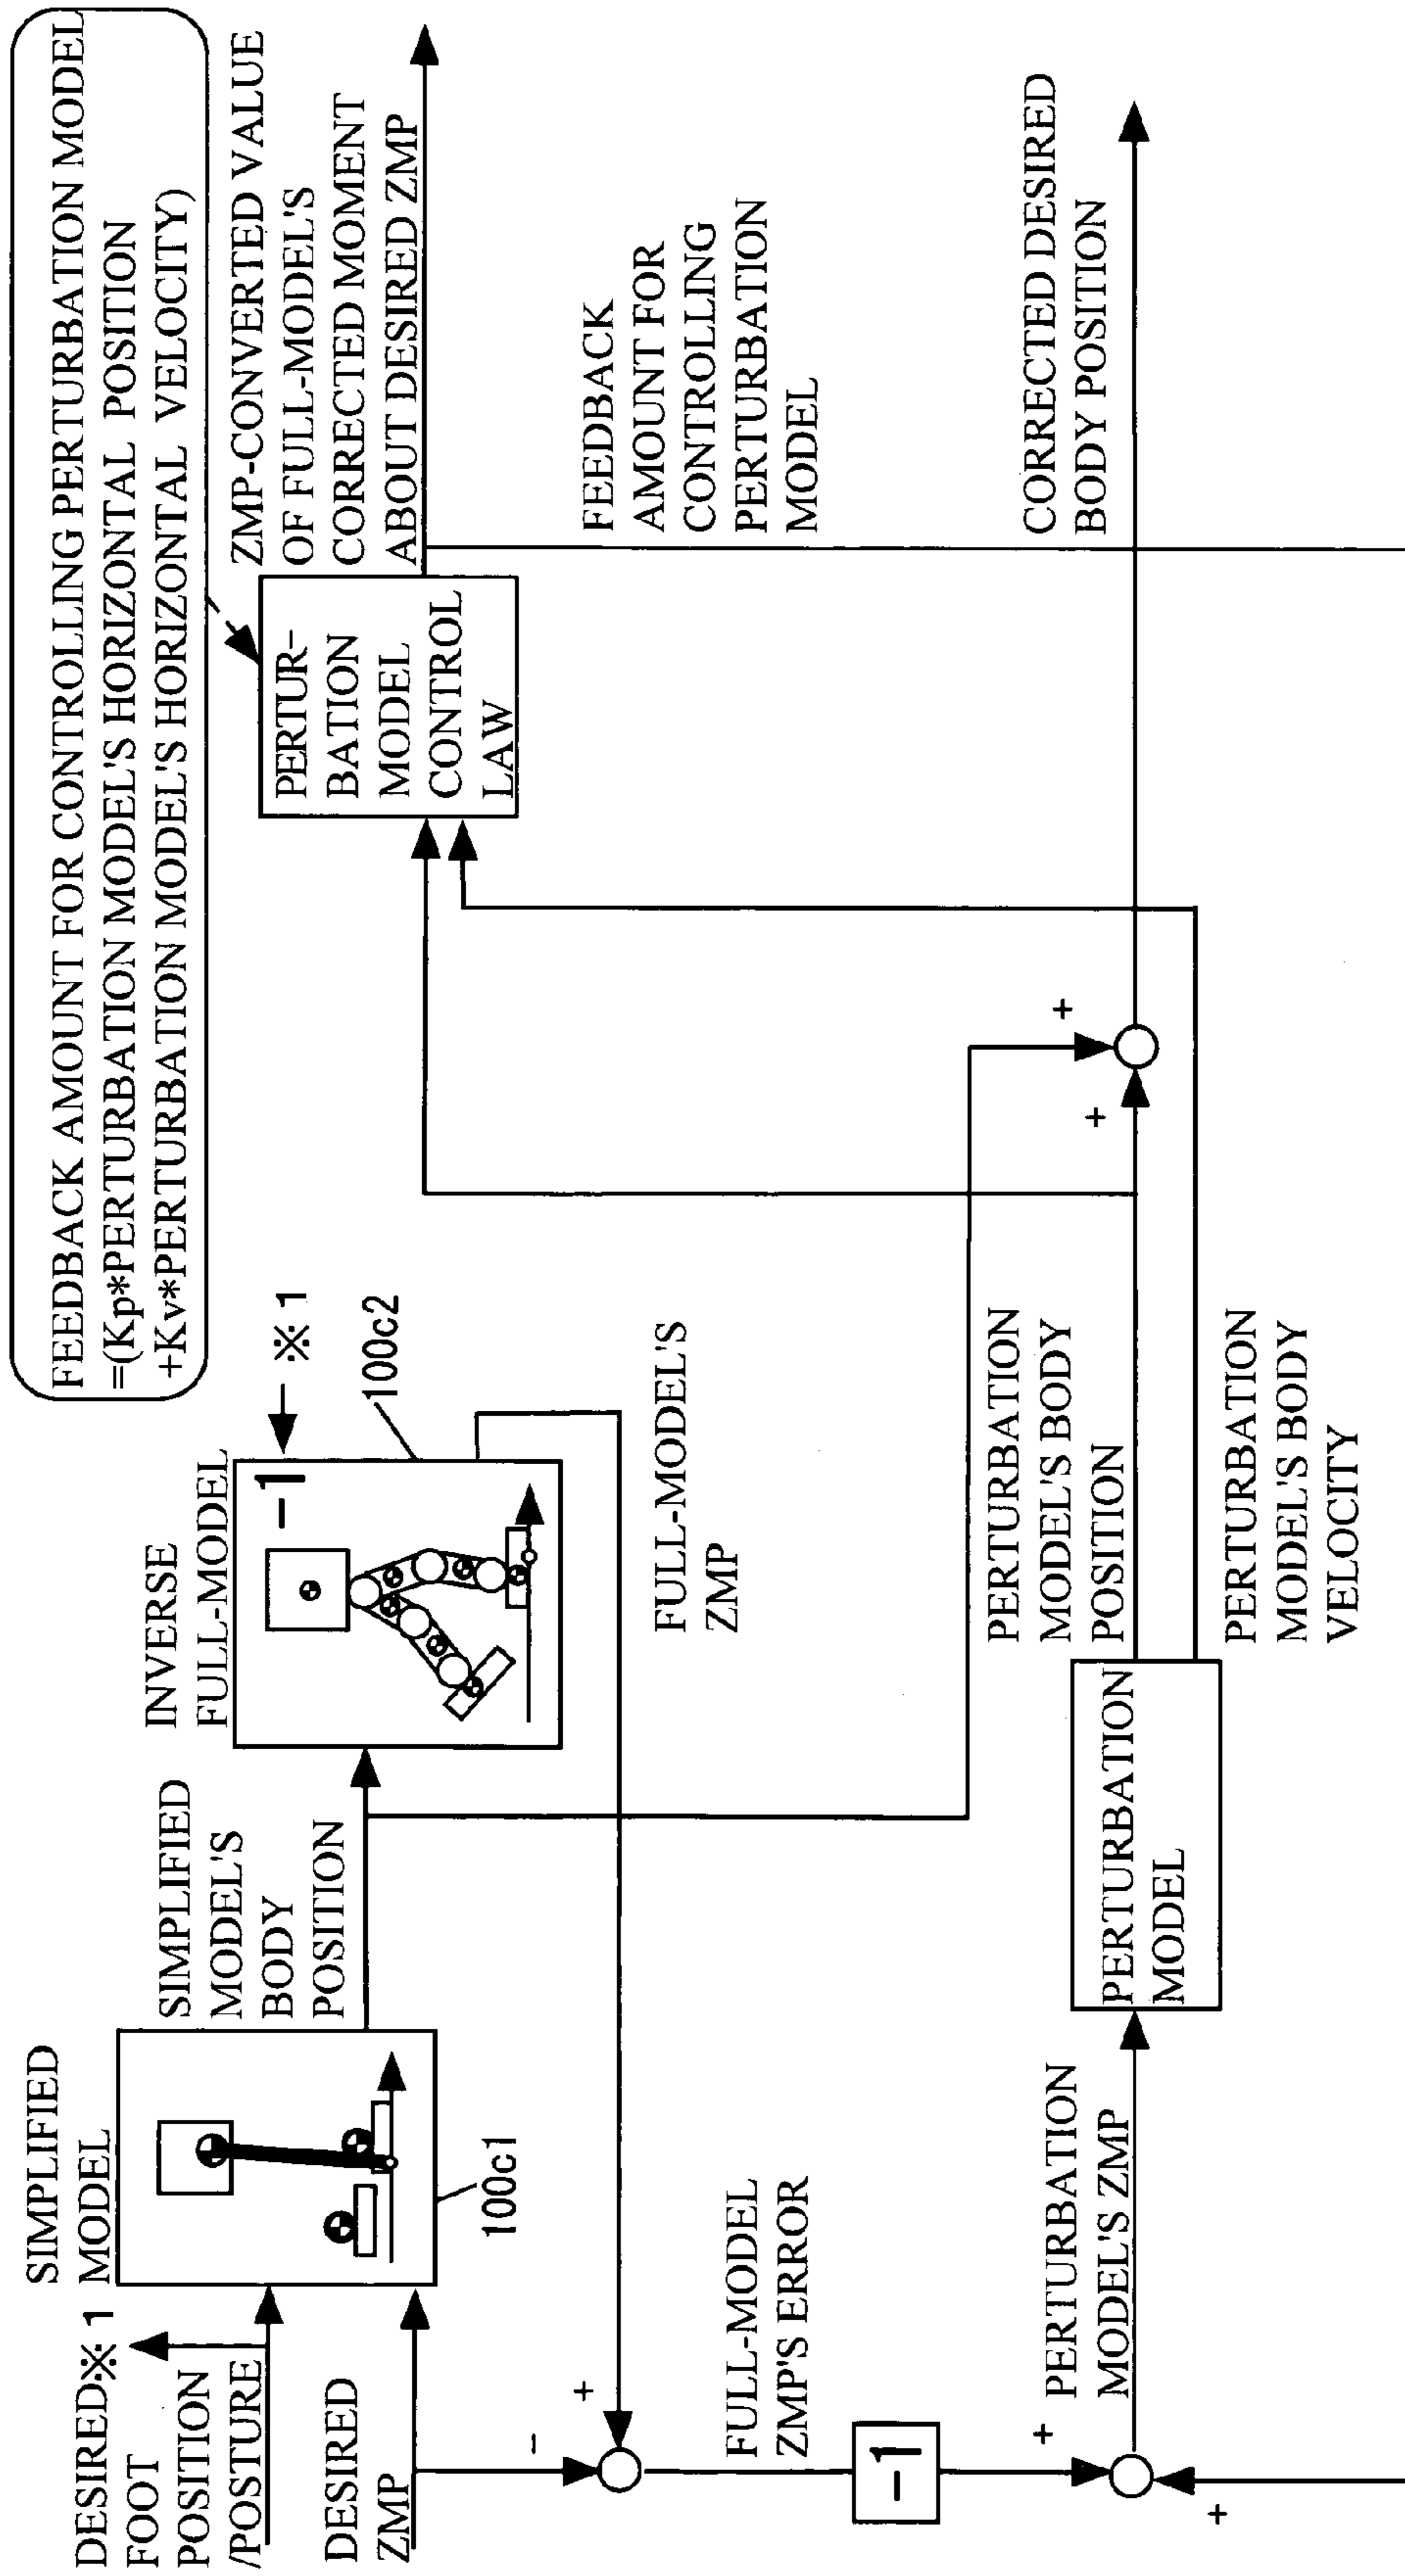 FEEDBACK AMOUNT FOR CONTROLLING PERTURBATION MODEL
=(Kp*PERTURBATION MODEL'S HORIZONTAL POSITION
+Kv*PERTURBATION MODEL'S HORIZONTAL VELOCITY)
SIMPLIFIED
MODEL
DESIRED※1
FOOT
POSITION
/POSTURE
DESIRED
ZMP
100c1
SIMPLIFIED
MODEL'S
BODY
POSITION
INVERSE
FULL-MODEL
-1
※1
100c2
FULL-MODEL'S
ZMP
PERTUR-
BATION
MODEL
CONTROL
LAW
ZMP-CONVERTED VALUE
OF FULL-MODEL'S
CORRECTED MOMENT
ABOUT DESIRED ZMP
FEEDBACK
AMOUNT FOR
CONTROLLING
PERTURBATION
MODEL
-
+
FULL-MODEL
ZMP'S ERROR
-1
+
+
PERTURBATION
MODEL'S ZMP
PERTURBATION
MODEL
PERTURBATION
MODEL'S BODY
POSITION
PERTURBATION
MODEL'S BODY
VELOCITY
+
+
CORRECTED DESIRED
BODY POSITION